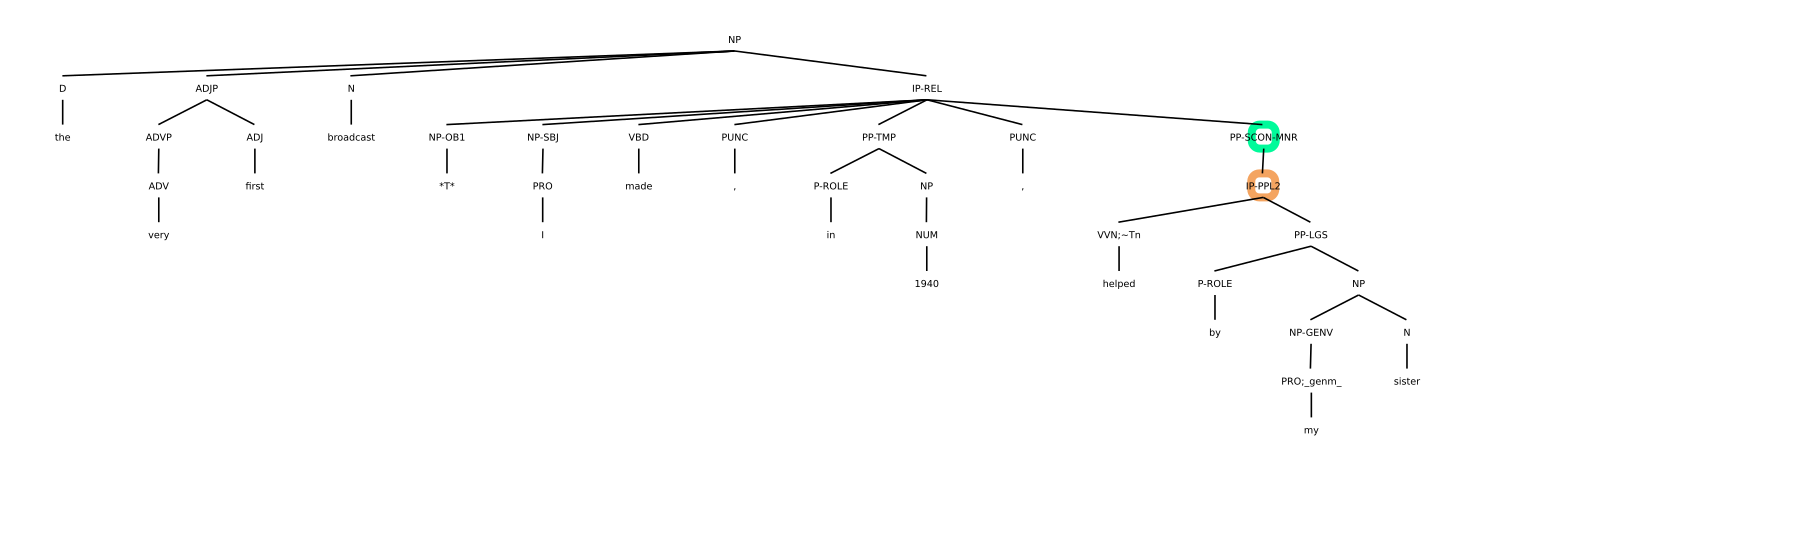 NP
D ADJP N IP-REL
the ADVP ADJ broadcast NP-OB1 NP-SBJ VBD PUNC PP-TMP PUNC PP-SCON-MNR
ADV first *T* PRO made , P-ROLE NP , IP-PPL2
very I in NUM VVN;~Tn PP-LGS
1940 helped P-ROLE NP
by NP-GENV N
PRO;_genm_ sister
my